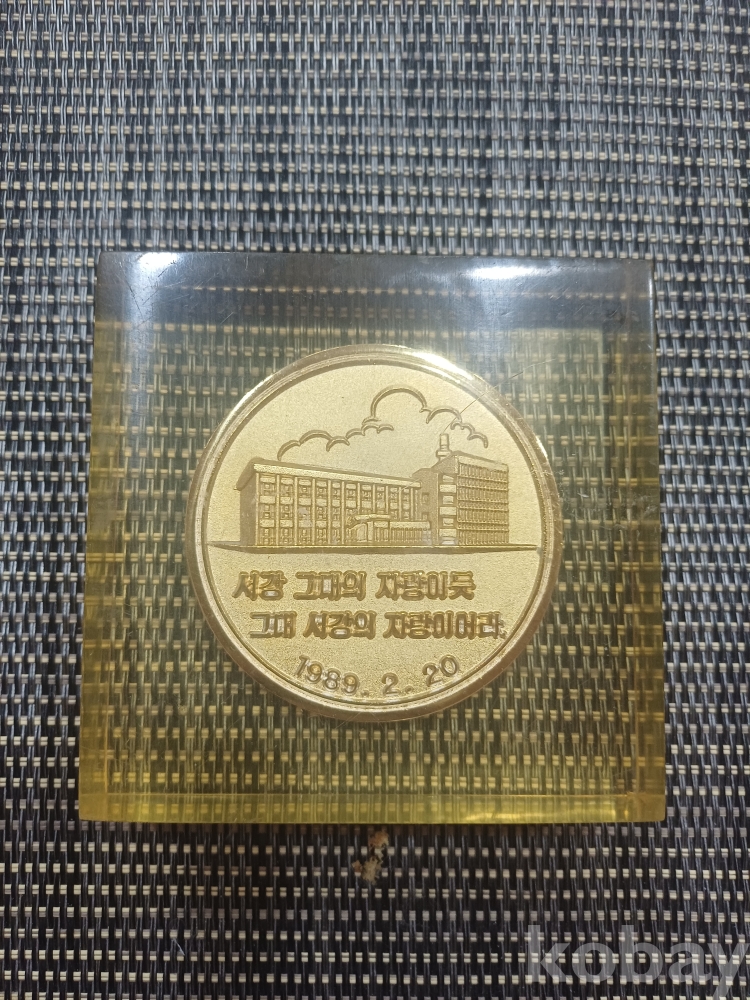 서강 그대의 자랑이듯
그대 서강의 자랑이어라.
1989. 2. 20
kobay